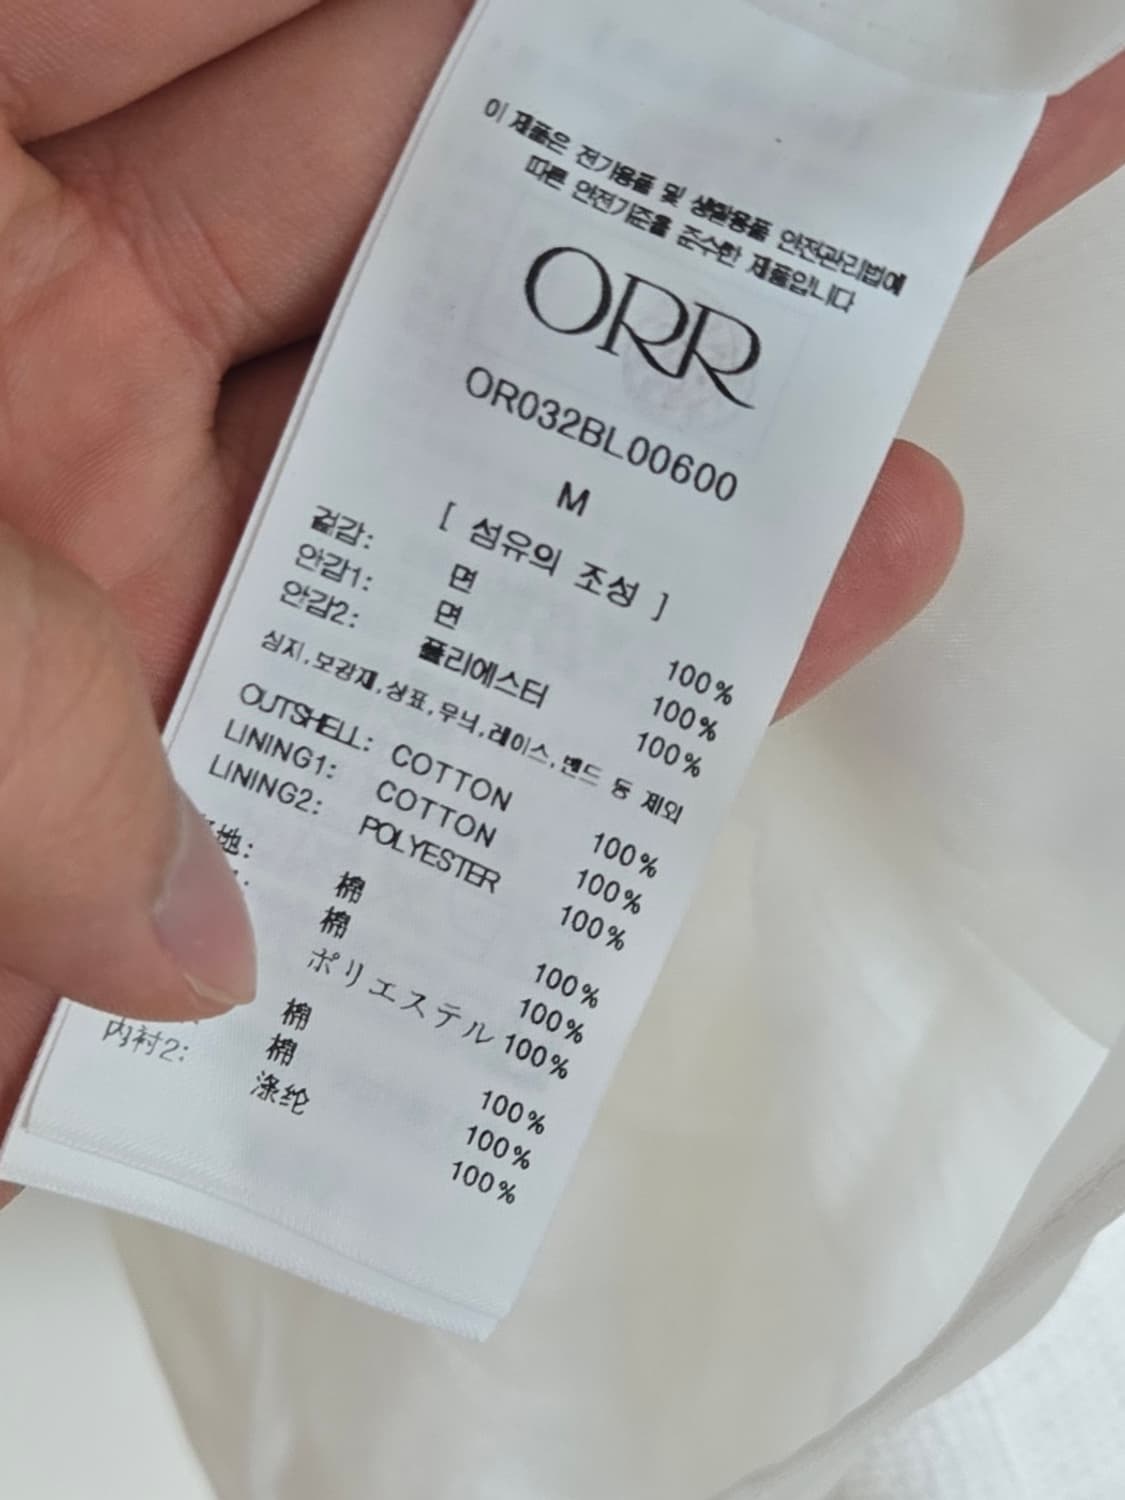 이 제품은 전기용품 및 생활용품 안전관리법에
따른 안전기준을 준수한 제품입니다
ORR
OR032BL00600
M
[ 섬유의 조성 ]
겉감: 면 100%
안감1: 면 100%
안감2: 폴리에스터 100%
심지,보강재,상표,무늬,레이스,밴드 등 제외
OUTSHELL: COTTON 100%
LINING1: COTTON 100%
LINING2: POLYESTER 100%
地: 棉 100%
棉 100%
ポリエステル 100%
棉 100%
棉 100%
内衬2: 涤纶 100%